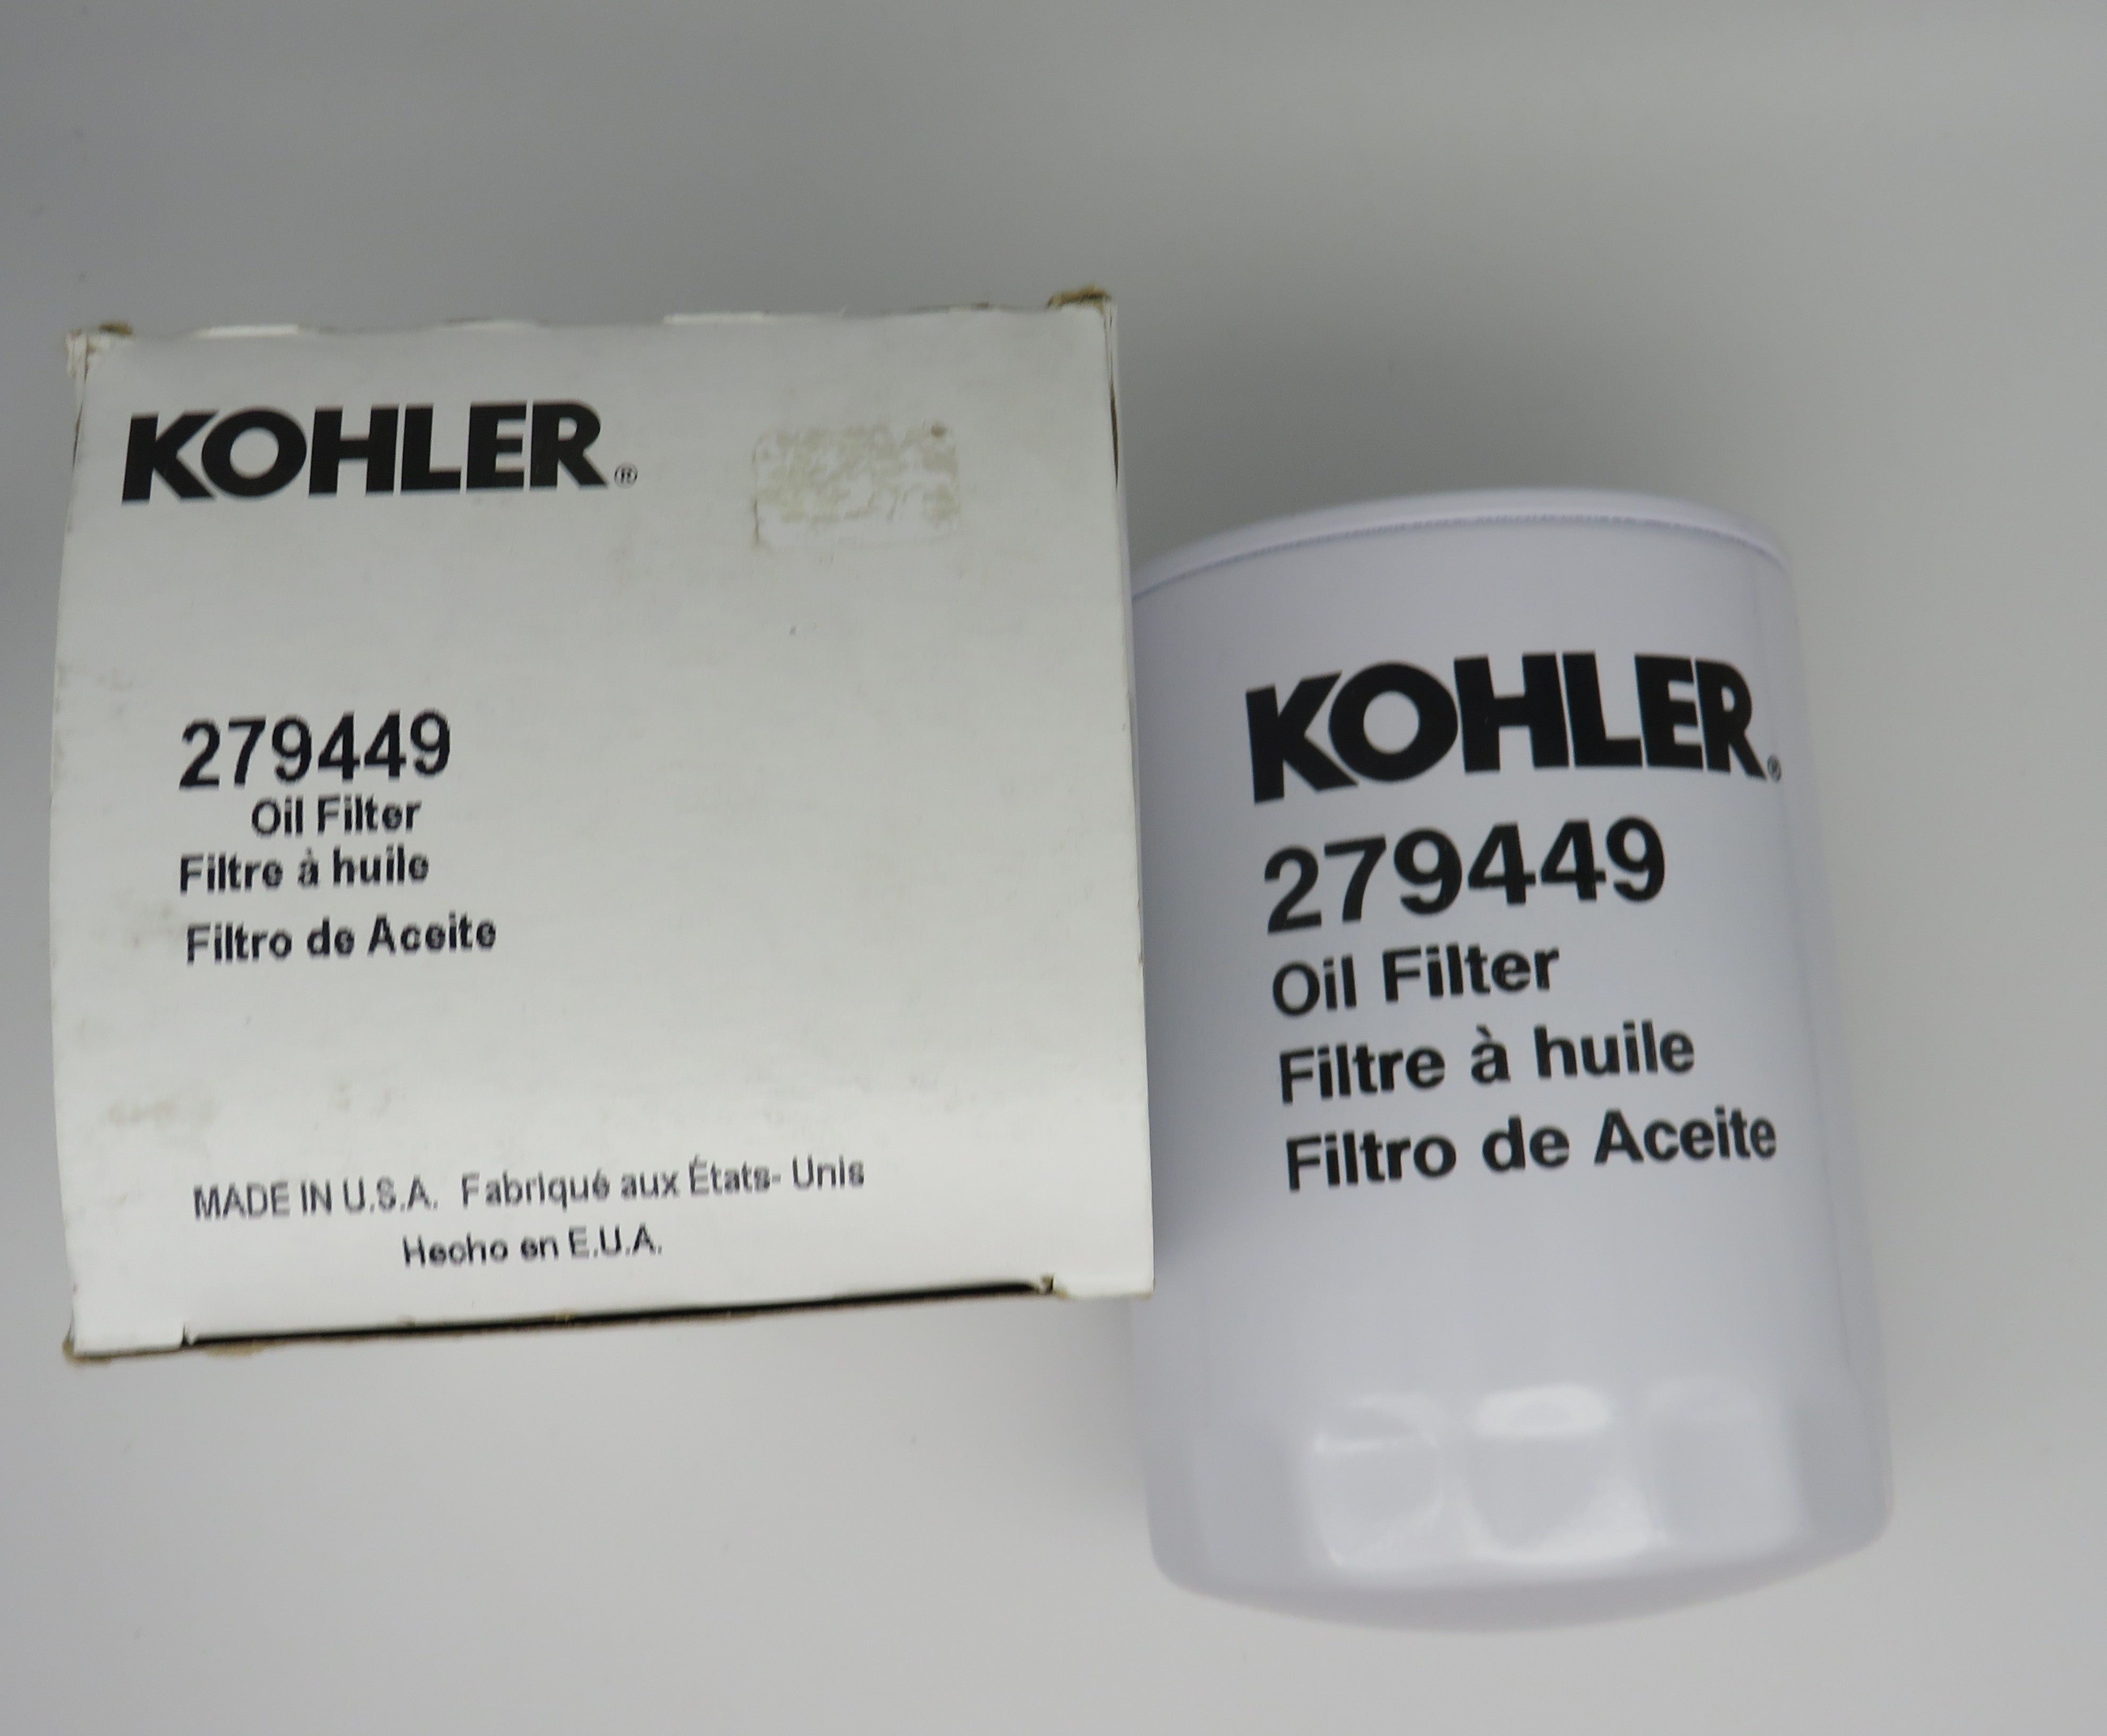 KOHLER®
279449
Oil Filter
Filtre à huile
Filtro de Aceite
MADE IN U.S.A. Fabriqué aux États- Unis
Hecho en E.U.A.
KOHLER®
279449
Oil Filter
Filtre à huile
Filtro de Aceite